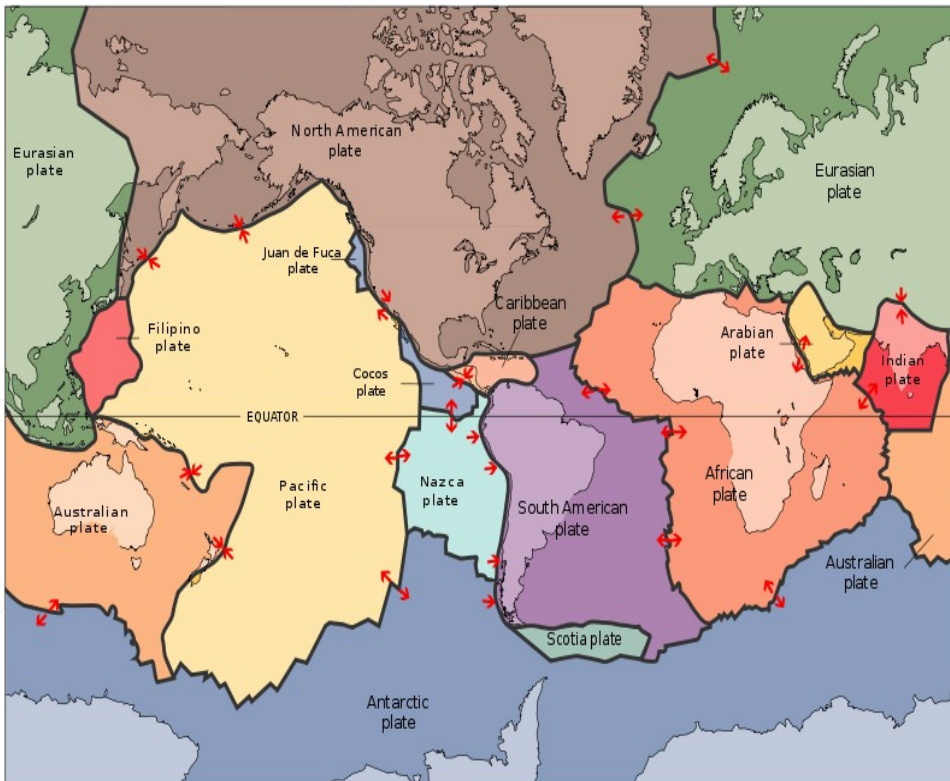 North American
plate
Eurasian
plate
Eurasian
plate
Juan de Fuca
plate
Caribbean
plate
Filipino
plate
Arabian
plate
Cocos
plate
Indian
plate
EQUATOR
Nazca
plate
African
plate
Pacific
plate
South American
plate
Australian
plate
Australian
plate
Scotia plate
Antarctic
plate